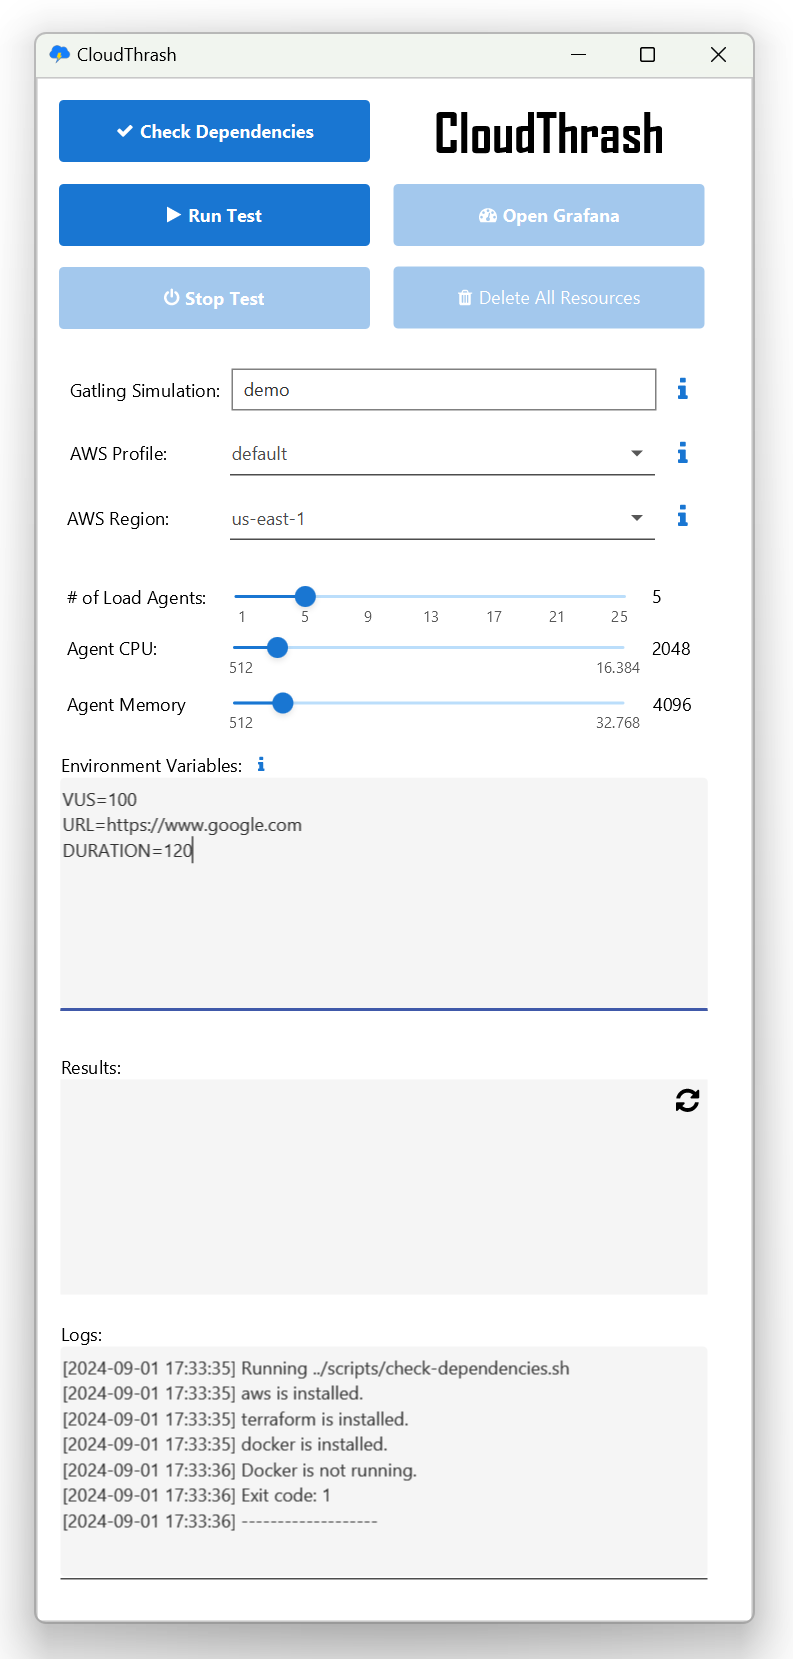 CloudThrash
Check Dependencies
CloudThrash
Run Test
Open Grafana
Stop Test
Delete All Resources
Gatling Simulation: demo
AWS Profile: default
AWS Region: us-east-1
# of Load Agents: 5
1 5 9 13 17 21 25
Agent CPU: 2048
512 16.384
Agent Memory 4096
512 32.768
Environment Variables:
VUS=100
URL=https://www.google.com
DURATION=120
Results:
Logs:
[2024-09-01 17:33:35] Running ../scripts/check-dependencies.sh
[2024-09-01 17:33:35] aws is installed.
[2024-09-01 17:33:35] terraform is installed.
[2024-09-01 17:33:35] docker is installed.
[2024-09-01 17:33:36] Docker is not running.
[2024-09-01 17:33:36] Exit code: 1
[2024-09-01 17:33:36] -------------------